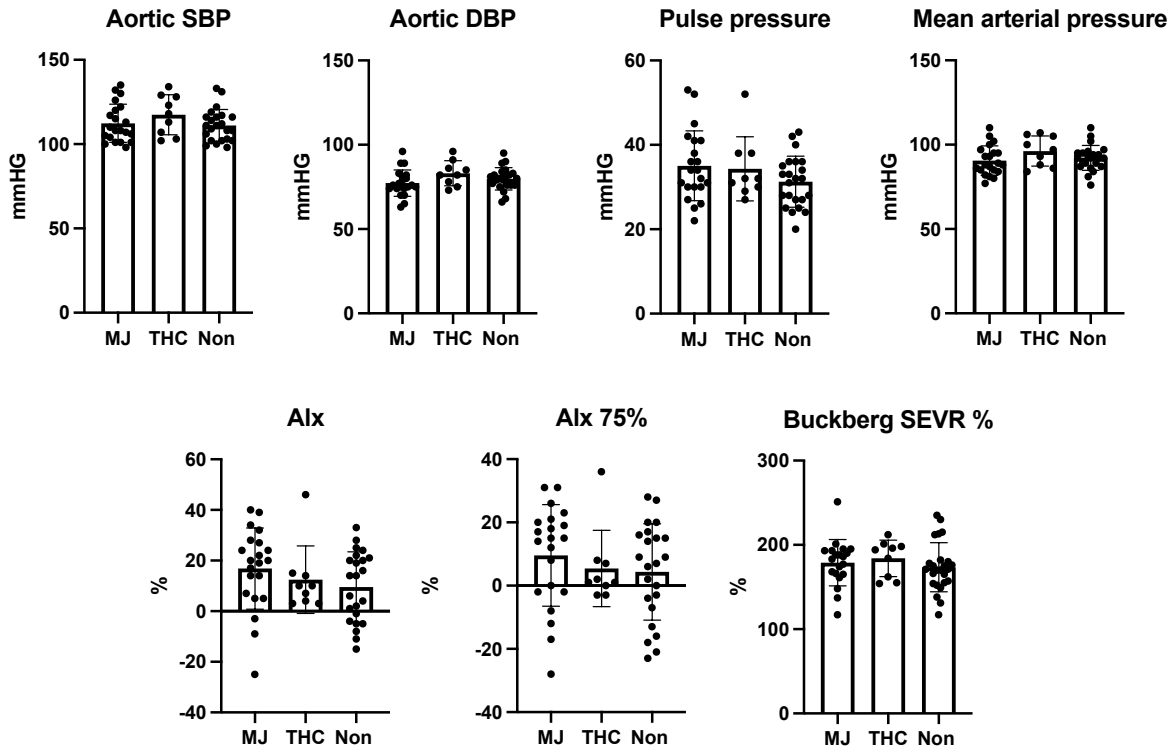 Aortic SBP
150
100
50
0
mmHG
MJ THC Non
Aortic DBP
150
100
50
0
mmHG
MJ THC Non
Pulse pressure
60
40
20
0
mmHG
MJ THC Non
Mean arterial pressure
150
100
50
0
mmHG
MJ THC Non
AIx
60
40
20
0
-20
-40
%
MJ THC Non
AIx 75%
40
20
0
-20
-40
%
MJ THC Non
Buckberg SEVR %
300
200
100
0
%
MJ THC Non